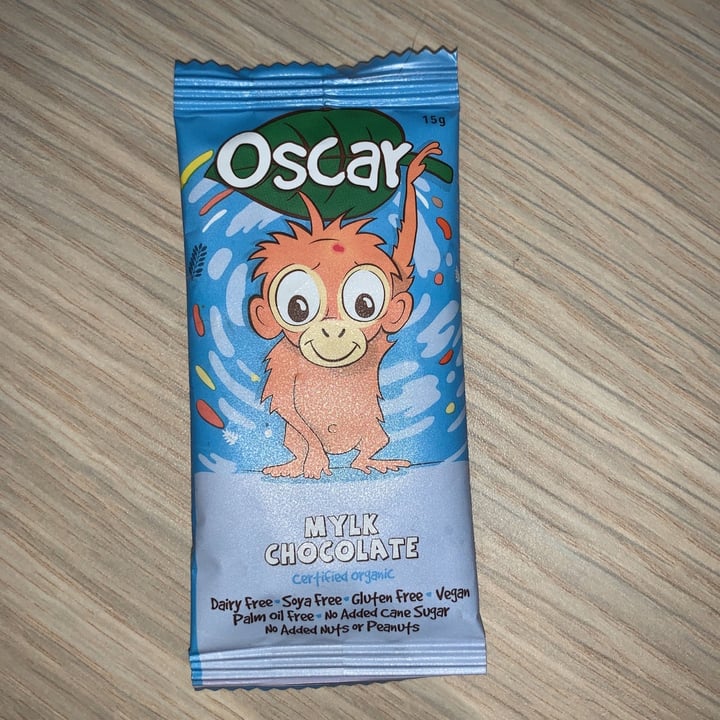 15g
Oscar
MYLK
CHOCOLATE
certified organic
Dairy Free • Soya Free • Gluten Free • Vegan
Palm Oil Free • No Added Cane Sugar
No Added Nuts or Peanuts